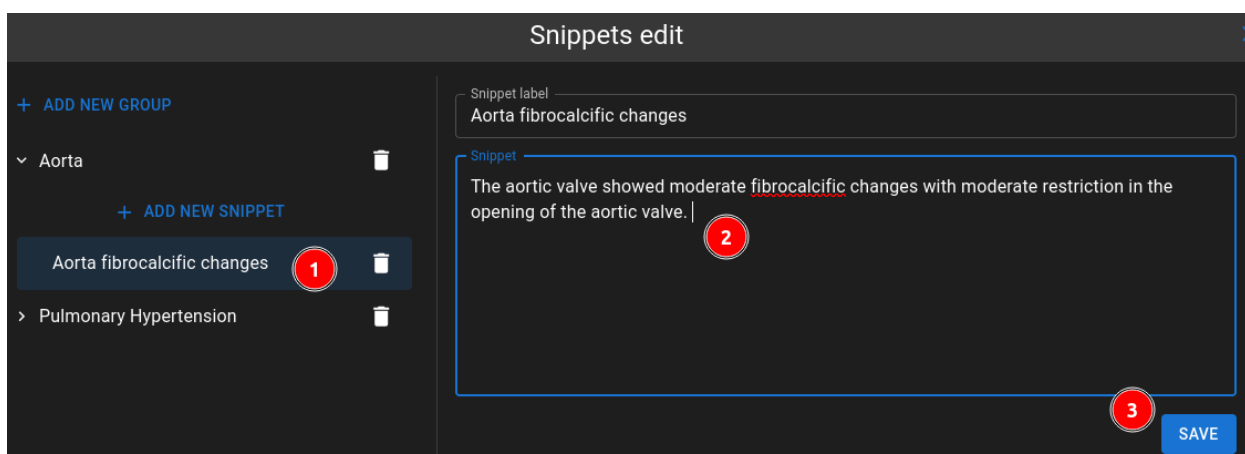 Snippets edit
+ ADD NEW GROUP
Aorta
+ ADD NEW SNIPPET
Aorta fibrocalcific changes
1
Pulmonary Hypertension
Snippet label
Aorta fibrocalcific changes
Snippet
The aortic valve showed moderate fibrocalcific changes with moderate restriction in the
opening of the aortic valve.
2
3
SAVE